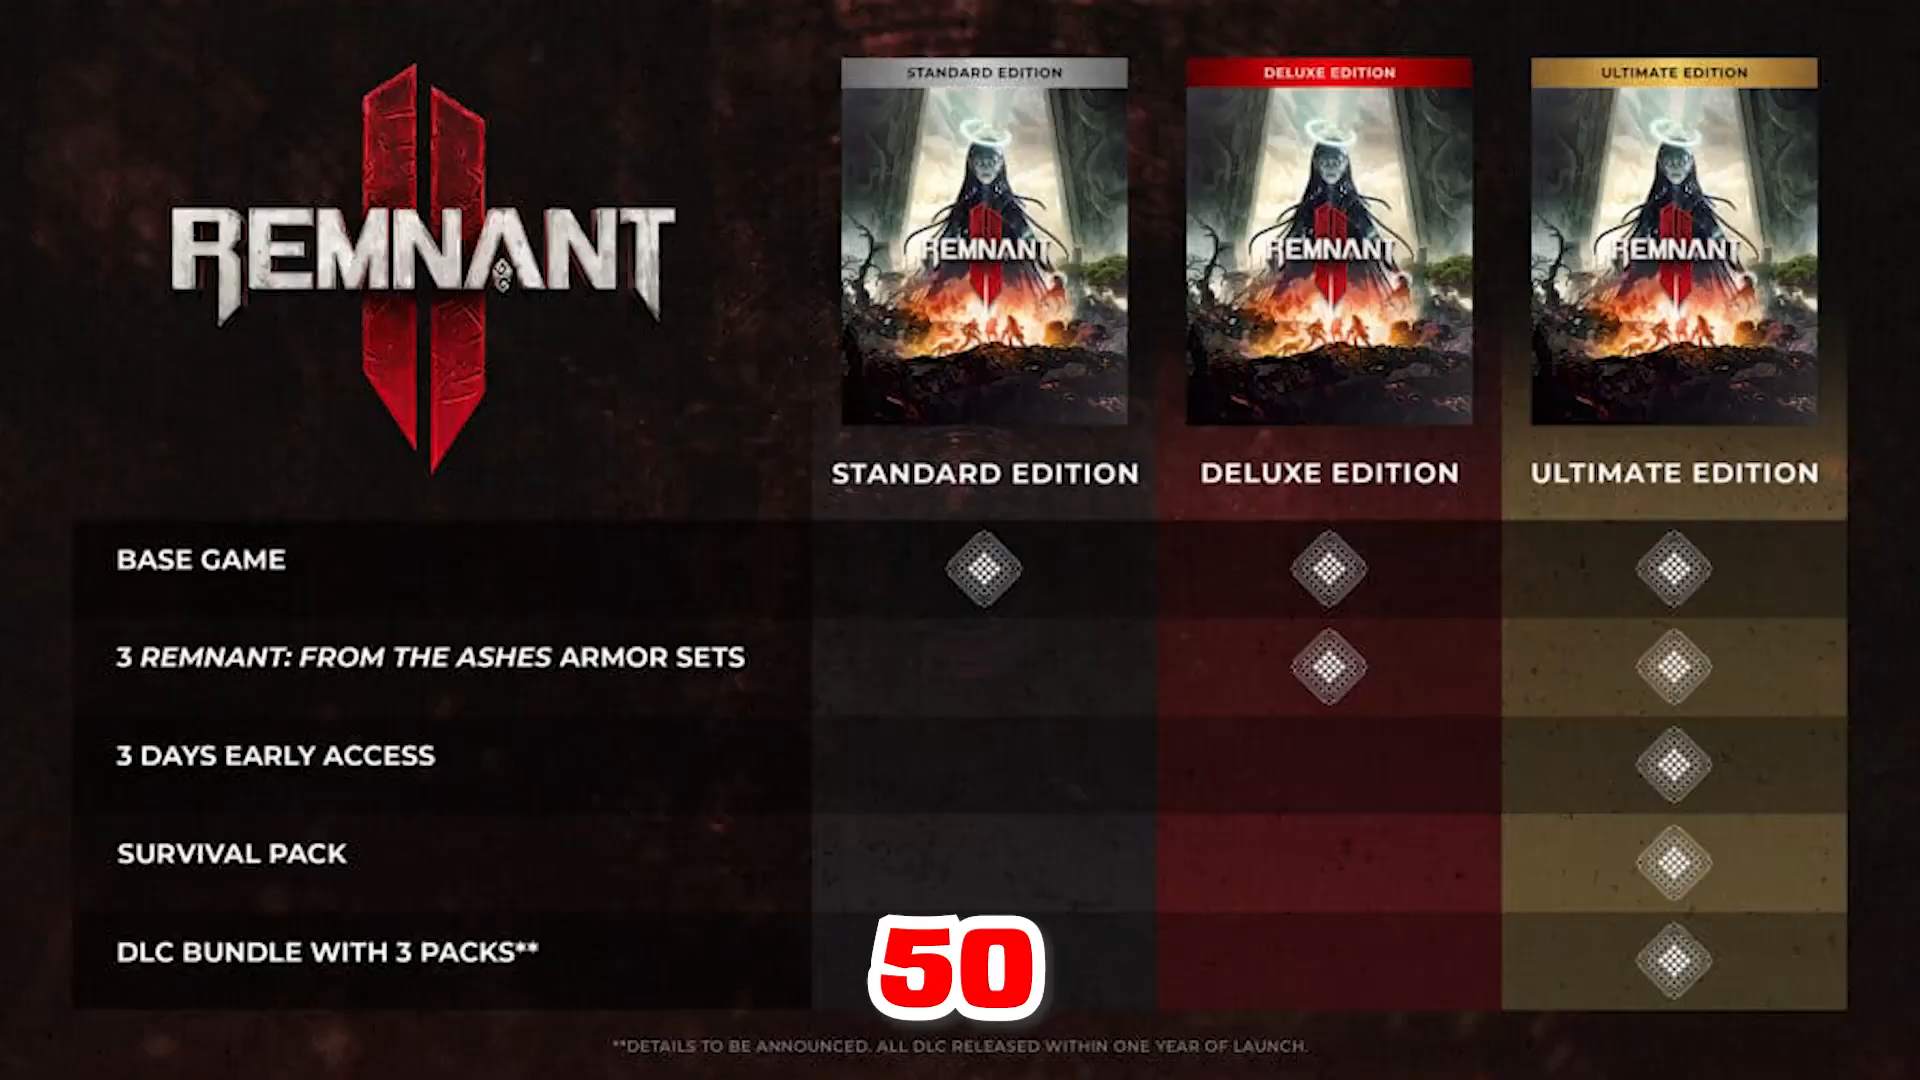 STANDARD EDITION
DELUXE EDITION
ULTIMATE EDITION
REMNANT
REMNANT
REMNANT
REMNANT
STANDARD EDITION
DELUXE EDITION
ULTIMATE EDITION
BASE GAME
3 REMNANT: FROM THE ASHES ARMOR SETS
3 DAYS EARLY ACCESS
SURVIVAL PACK
DLC BUNDLE WITH 3 PACKS**
50
**DETAILS TO BE ANNOUNCED. ALL DLC RELEASED WITHIN ONE YEAR OF LAUNCH.